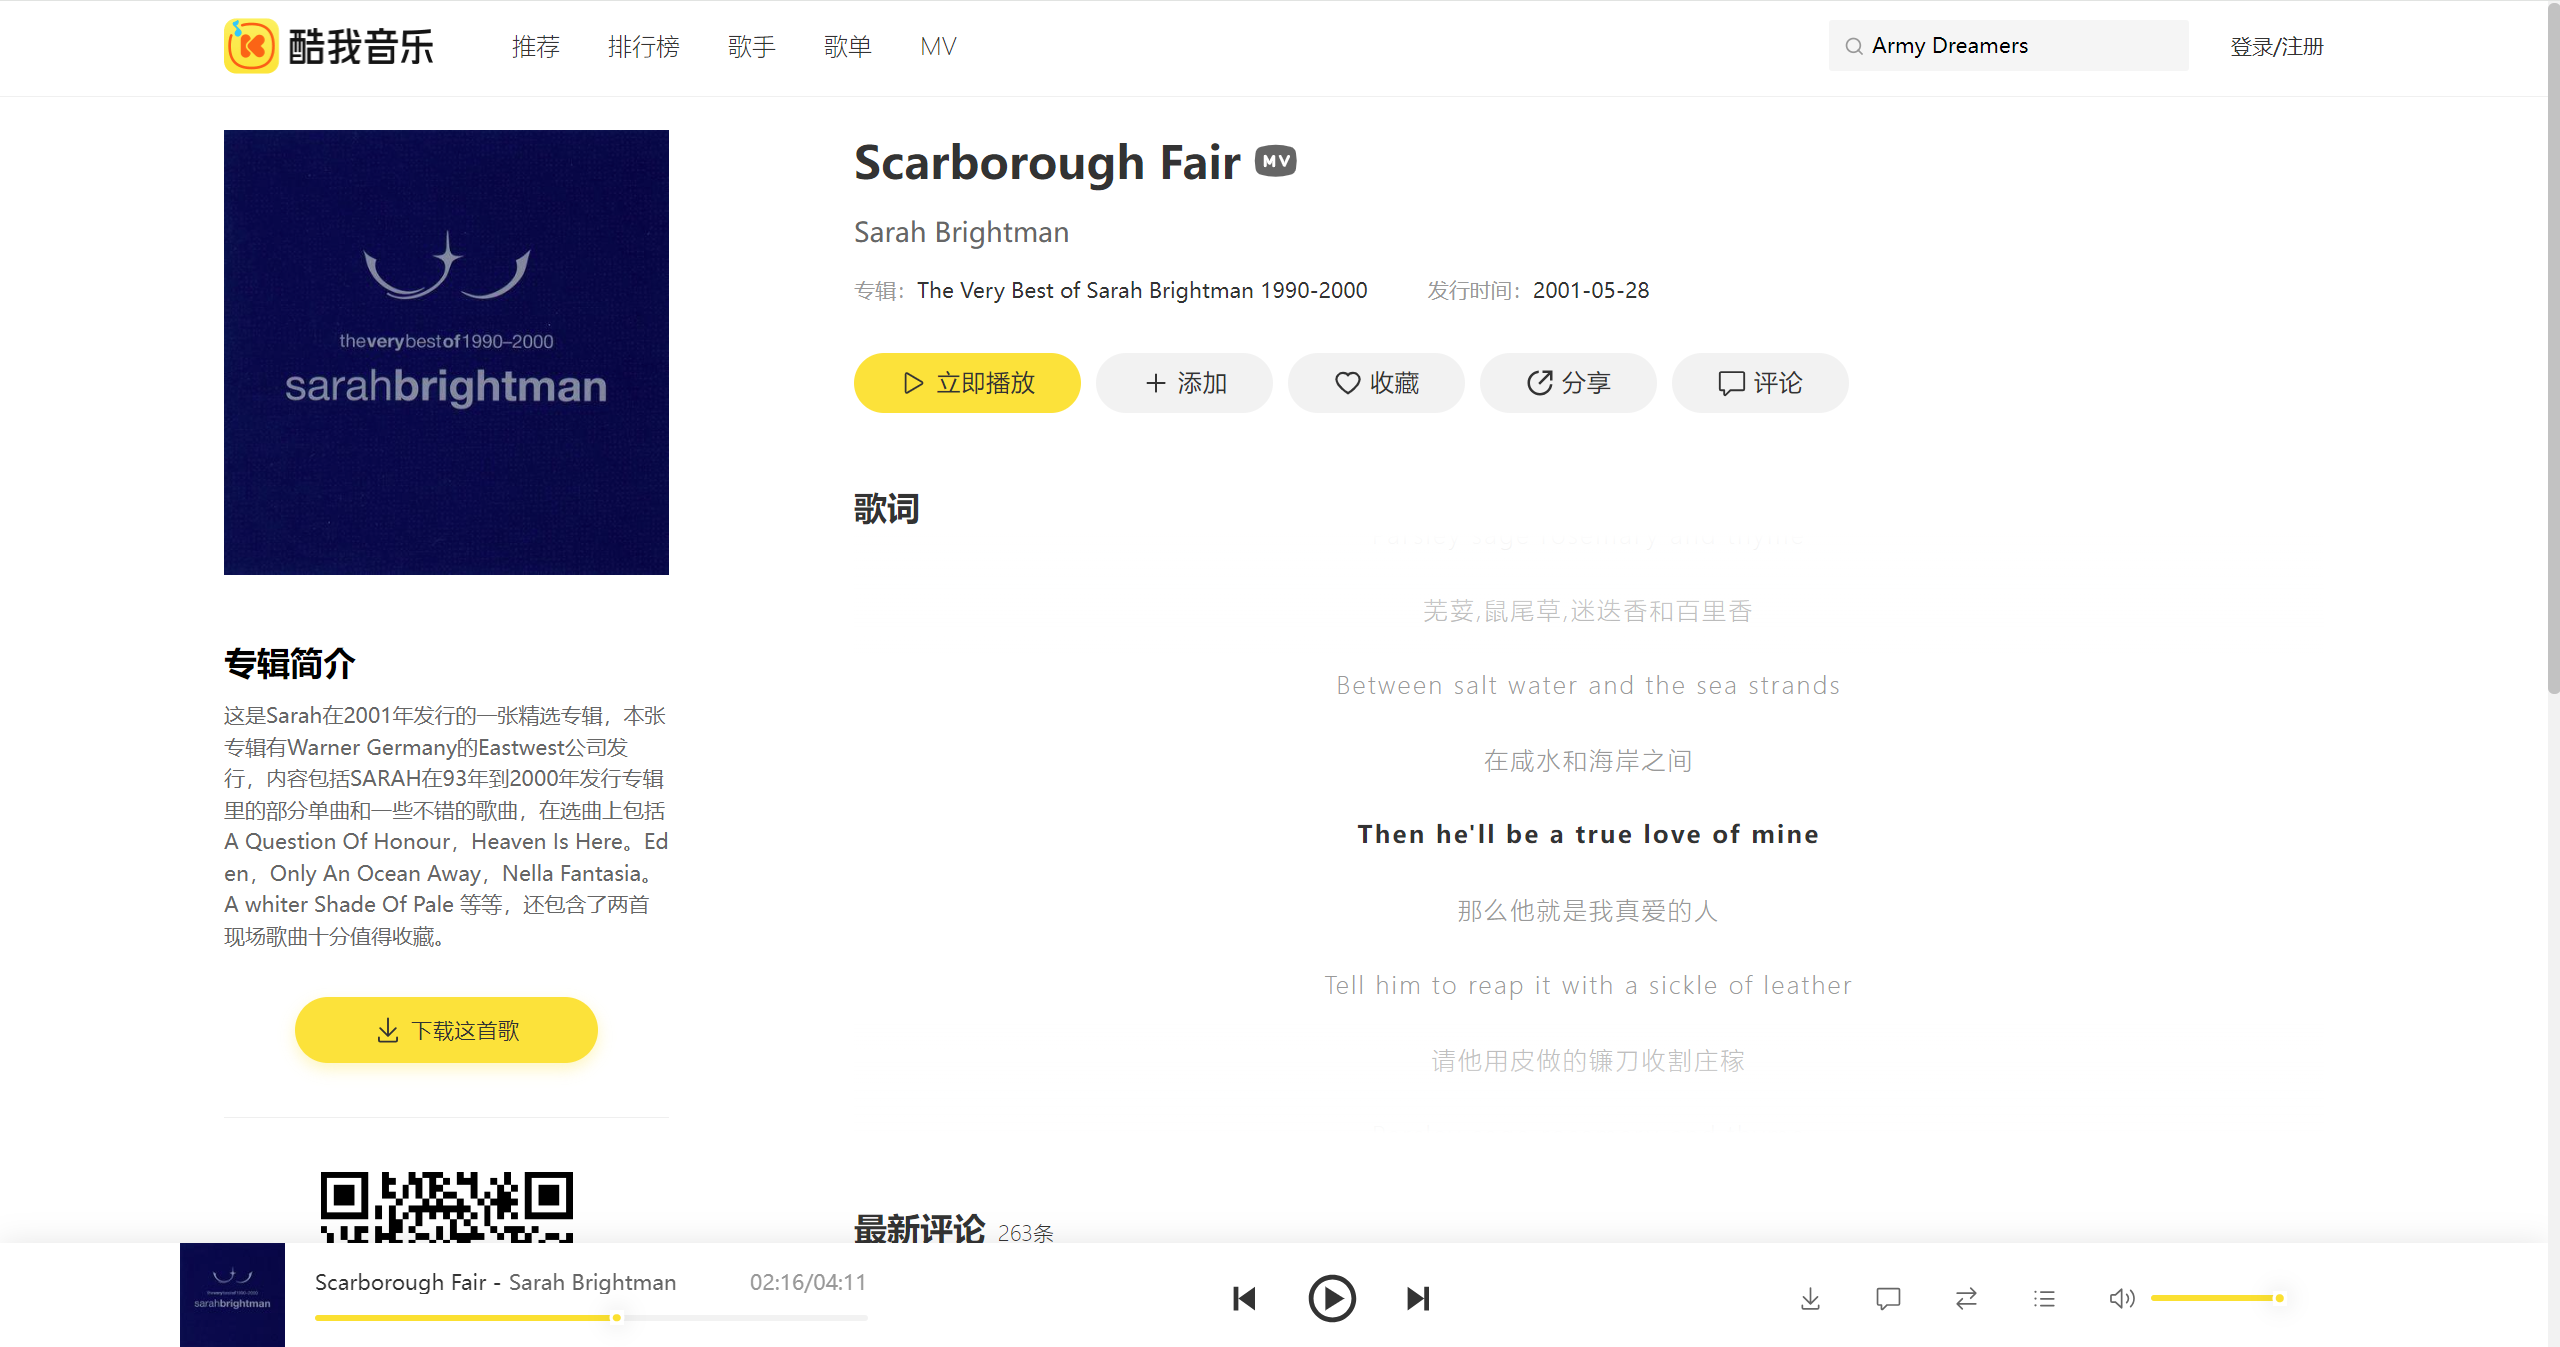 酷我音乐
推荐
排行榜
歌手
歌单
MV
Army Dreamers
登录/注册
theverybestof1990–2000
sarahbrightman
Scarborough Fair MV
Sarah Brightman
专辑：The Very Best of Sarah Brightman 1990-2000 发行时间：2001-05-28
立即播放
添加
收藏
分享
评论
歌词
芜荽,鼠尾草,迷迭香和百里香
Between salt water and the sea strands
在咸水和海岸之间
Then he'll be a true love of mine
那么他就是我真爱的人
Tell him to reap it with a sickle of leather
请他用皮做的镰刀收割庄稼
专辑简介
这是Sarah在2001年发行的一张精选专辑，本张
专辑有Warner Germany的Eastwest公司发
行，内容包括SARAH在93年到2000年发行专辑
里的部分单曲和一些不错的歌曲，在选曲上包括
A Question Of Honour，Heaven Is Here。Ed
en，Only An Ocean Away，Nella Fantasia。
A whiter Shade Of Pale 等等，还包含了两首
现场歌曲十分值得收藏。
下载这首歌
最新评论 263条
sarahbrightman
Scarborough Fair - Sarah Brightman 02:16/04:11